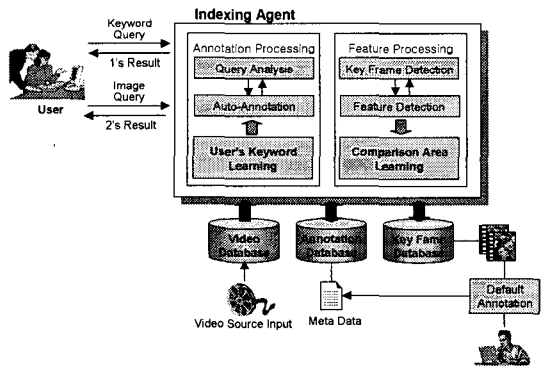 Indexing Agent
Keyword
Query
1's Result
User
Image
Query
2's Result
Annotation Processing
Query Analysis
Auto-Annotation
User's Keyword
Learning
Feature Processing
Key Frame Detection
Feature Detection
Comparison Area
Learning
Video
Database
Annotation
Database
Key Fame
Database
Video Source Input
Meta Data
Default
Annotation